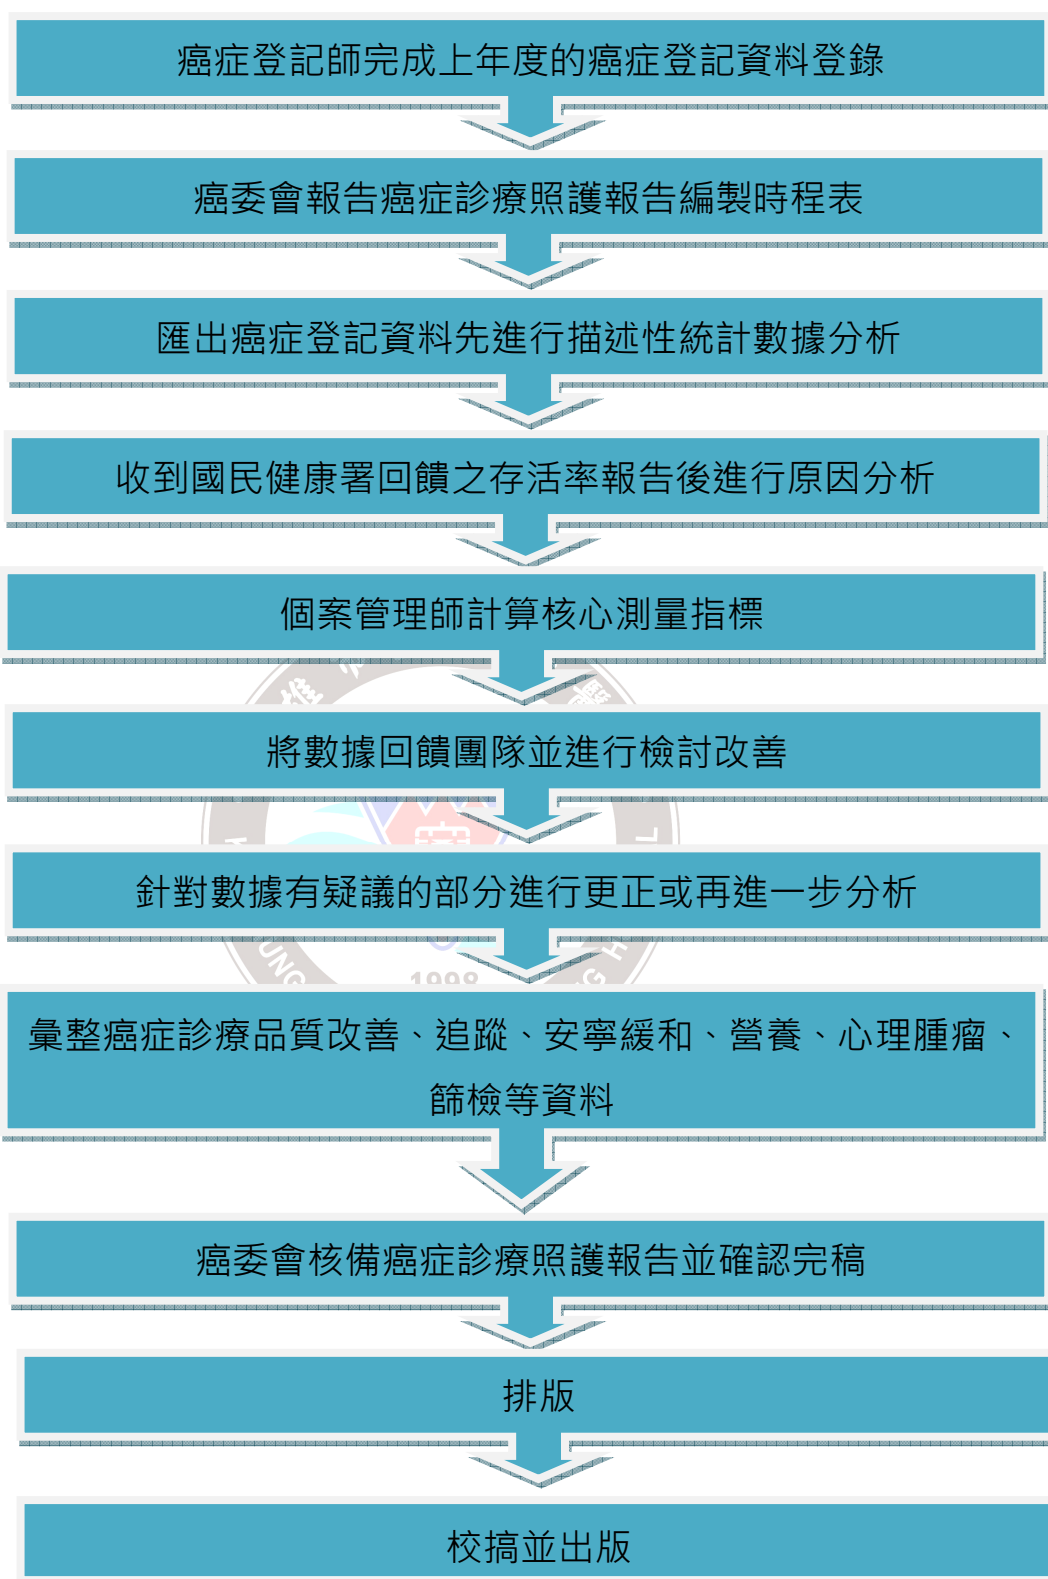 癌症登記師完成上年度的癌症登記資料登錄
癌委會報告癌症診療照護報告編製時程表
匯出癌症登記資料先進行描述性統計數據分析
收到國民健康署回饋之存活率報告後進行原因分析
個案管理師計算核心測量指標
將數據回饋團隊並進行檢討改善
針對數據有疑議的部分進行更正或再進一步分析
1998
彙整癌症診療品質改善、追蹤、安寧緩和、營養、心理腫瘤、
篩檢等資料
癌委會核備癌症診療照護報告並確認完稿
排版
校搞並出版